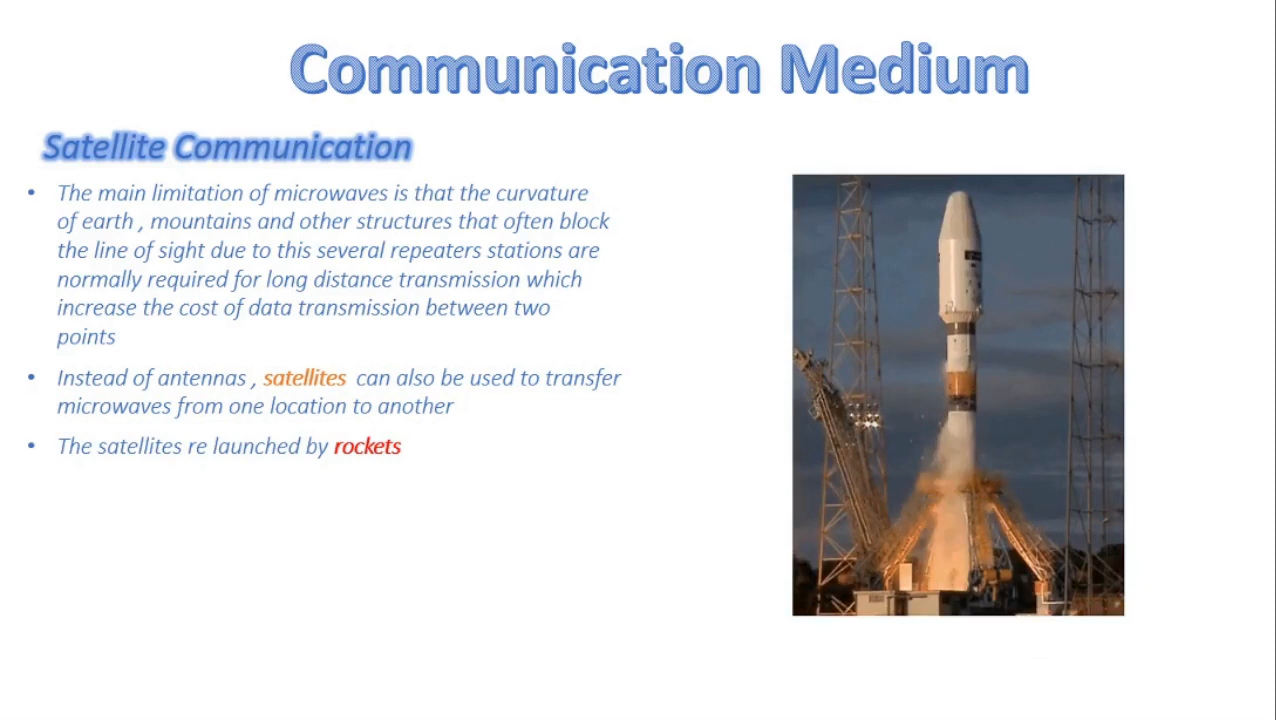 Communication Medium
Satellite Communication
• The main limitation of microwaves is that the curvature
of earth , mountains and other structures that often block
the line of sight due to this several repeaters stations are
normally required for long distance transmission which
increase the cost of data transmission between two
points
• Instead of antennas , satellites can also be used to transfer
microwaves from one location to another
• The satellites re launched by rockets